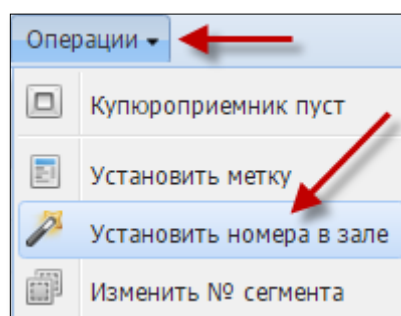 Операции
Купюроприемник пуст
Установить метку
Установить номера в зале
Изменить № сегмента